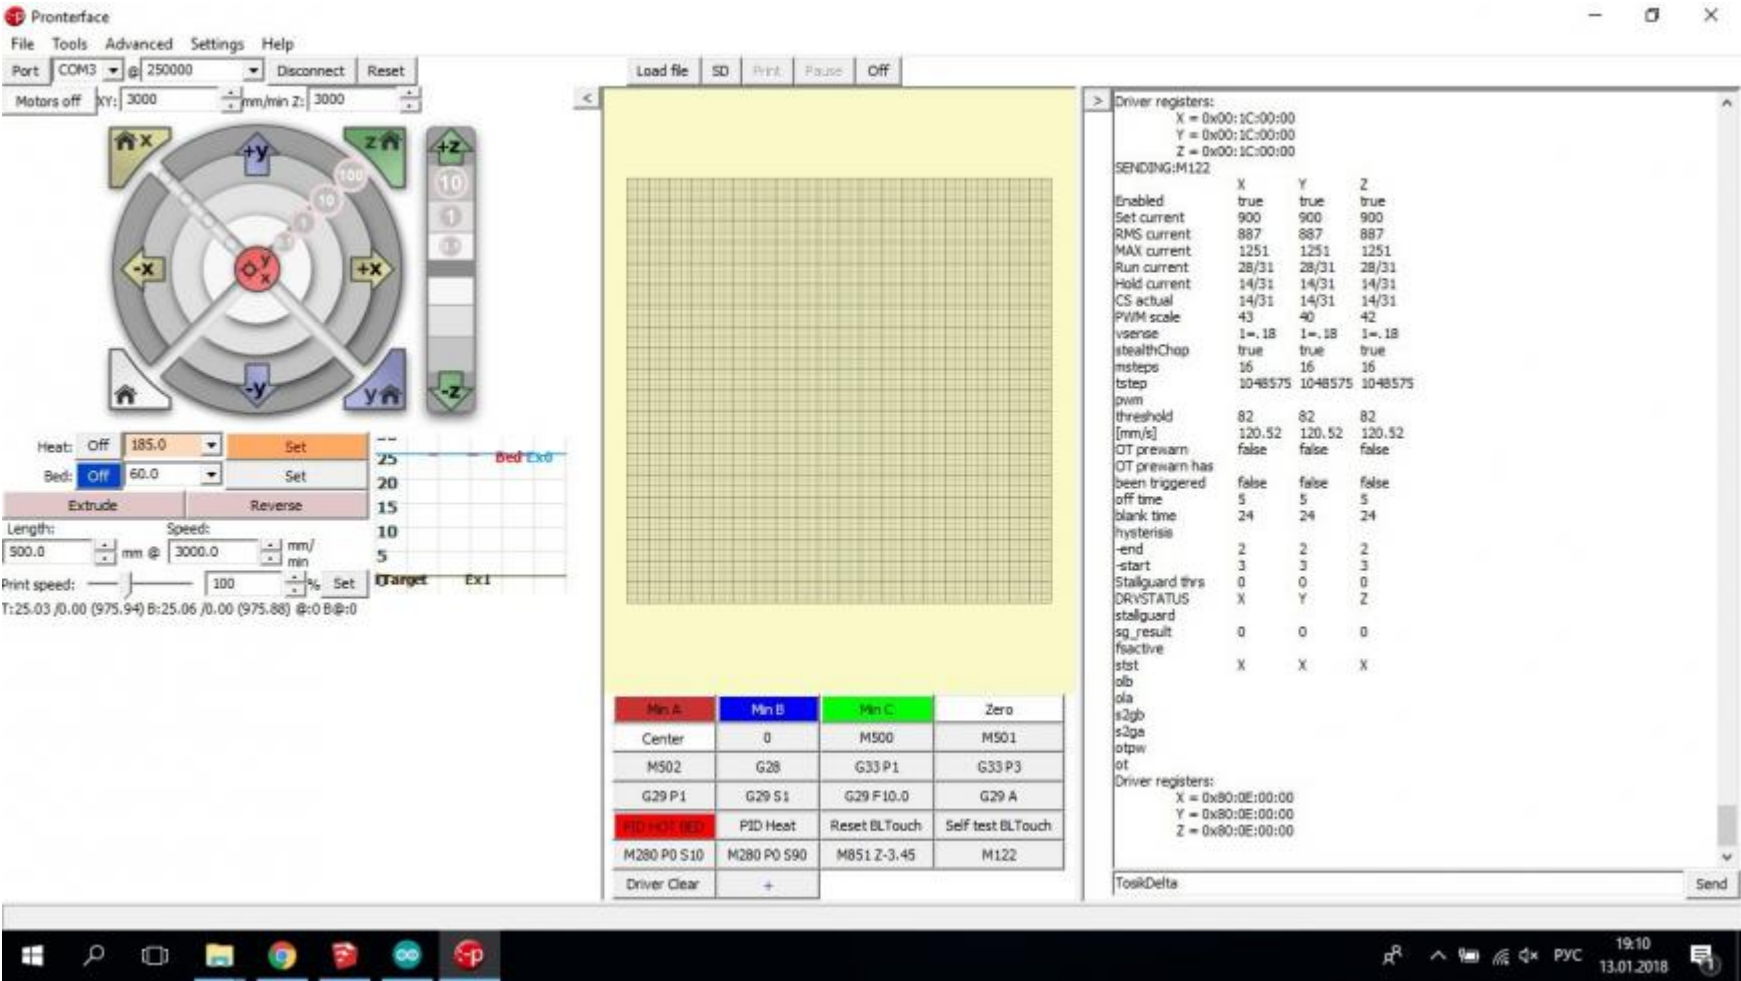 Pronterface
File Tools Advanced Settings Help
Port COM3 @ 250000 Disconnect Reset
Load file SD Print Pause Off
Motors off XY: 3000 mm/min Z: 3000
< >
x +y z +z
100
10 10
1 1
-x y x +x
-y y -z
Heat: Off 185.0 Set
Bed: Off 60.0 Set
Extrude Reverse
Length: Speed:
500.0 mm @ 3000.0 mm/min
Print speed: 100 % Set
T:25.03 /0.00 (975.94) B:25.06 /0.00 (975.88) @:0 B@:0
25 Bed Ex0
20
15
10
5
Target Ex1
Min A Min B Min C Zero
Center 0 M500 M501
M502 G28 G33 P1 G33 P3
G29 P1 G29 S1 G29 F10.0 G29 A
PID HOT BED PID Heat Reset BLTouch Self test BLTouch
M280 P0 S10 M280 P0 S90 M851 Z-3.45 M122
Driver Clear +
Driver registers:
X = 0x00:1C:00:00
Y = 0x00:1C:00:00
Z = 0x00:1C:00:00
SENDING:M122
X Y Z
Enabled true true true
Set current 900 900 900
RMS current 887 887 887
MAX current 1251 1251 1251
Run current 28/31 28/31 28/31
Hold current 14/31 14/31 14/31
CS actual 14/31 14/31 14/31
PWM scale 43 40 42
vsense 1=.18 1=.18 1=.18
stealthChop true true true
msteps 16 16 16
tstep 1048575 1048575 1048575
pwm
threshold 82 82 82
[mm/s] 120.52 120.52 120.52
OT prewarn false false false
OT prewarn has
been triggered false false false
off time 5 5 5
blank time 24 24 24
hysterisis
-end 2 2 2
-start 3 3 3
Stallguard thrs 0 0 0
DRVSTATUS X Y Z
stallguard
sg_result 0 0 0
fsactive
stst X X X
olb
ola
s2gb
s2ga
otpw
ot
Driver registers:
X = 0x80:0E:00:00
Y = 0x80:0E:00:00
Z = 0x80:0E:00:00
TosikDelta Send
РУС 19:10
13.01.2018 1